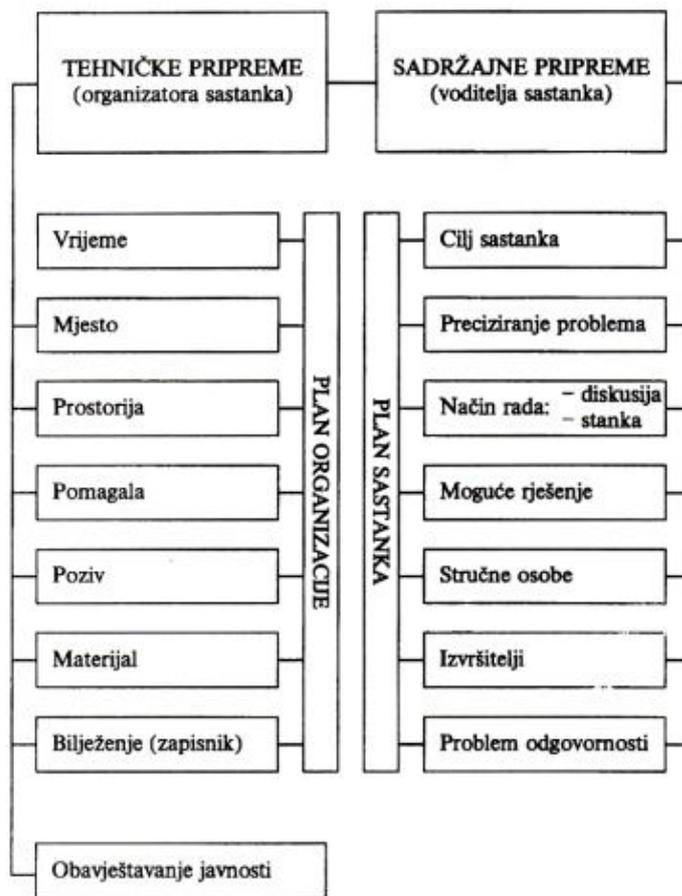 TEHNIČKE PRIPREME
(organizatora sastanka)
SADRŽAJNE PRIPREME
(voditelja sastanka)
Vrijeme
Mjesto
Prostorija
Pomagala
Poziv
Materijal
Bilježenje (zapisnik)
Obavještavanje javnosti
PLAN ORGANIZACIJE
PLAN SASTANKA
Cilj sastanka
Preciziranje problema
Način rada: – diskusija
– stanka
Moguće rješenje
Stručne osobe
Izvršitelji
Problem odgovornosti